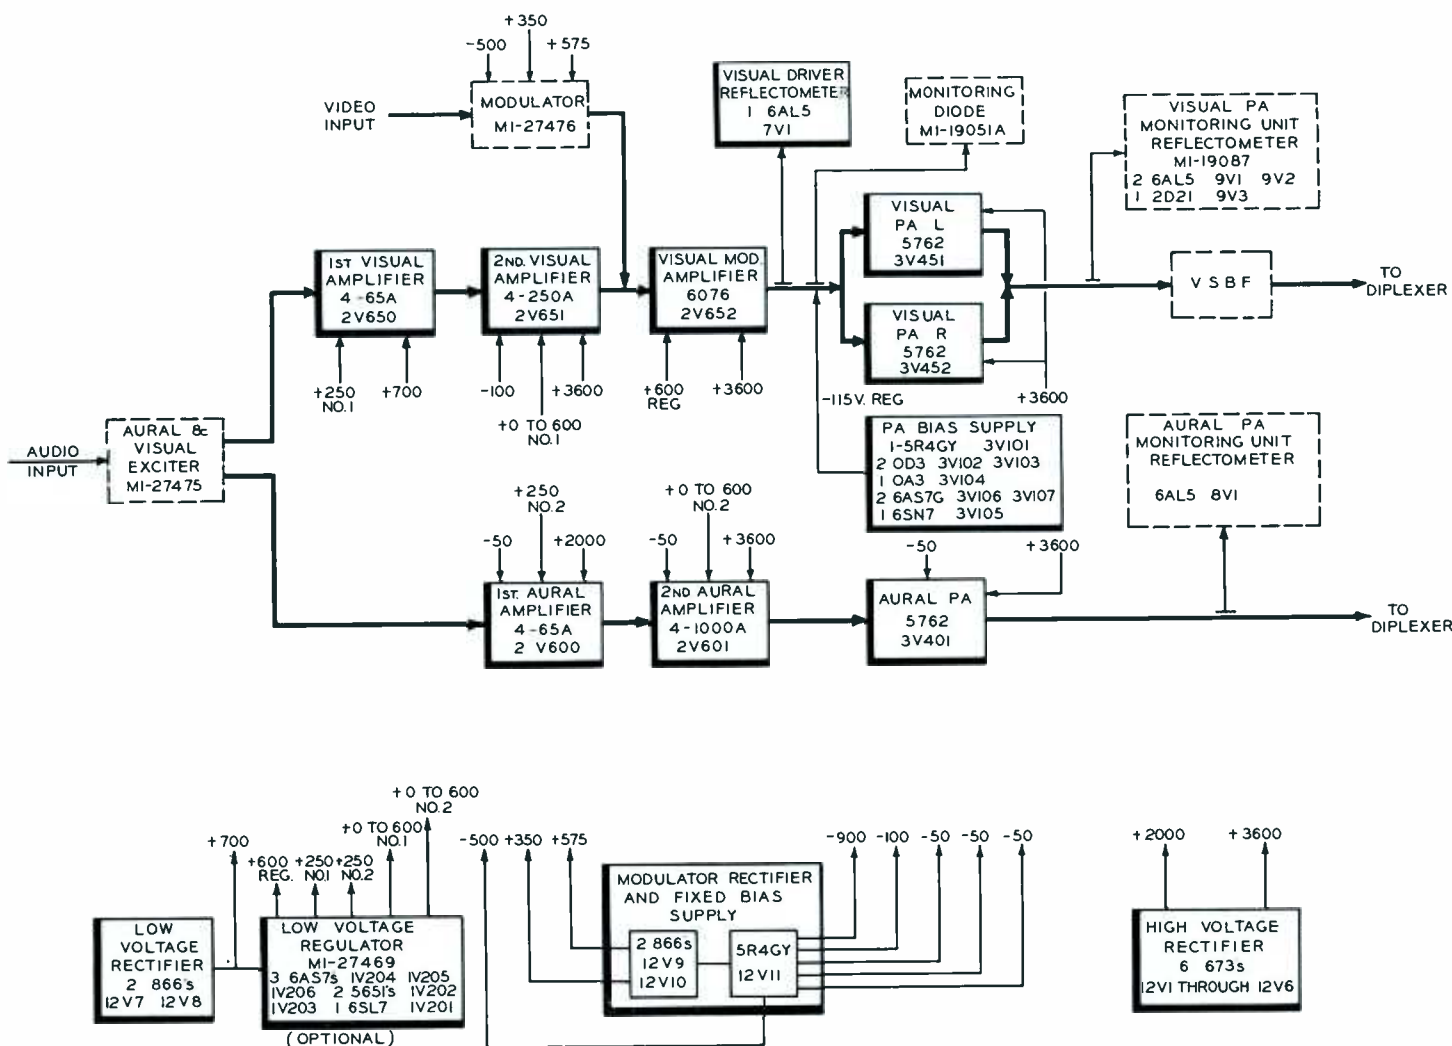 +350
-500
+575
VIDEO
INPUT
MODULATOR
MI-27476
VISUAL DRIVER
REFLECTOMETER
1 6AL5
7V1
MONITORING
DIODE
MI-19051A
VISUAL PA
MONITORING UNIT
REFLECTOMETER
MI-19087
2 6AL5 9V1 9V2
1 2D21 9V3
1ST VISUAL
AMPLIFIER
4-65A
2V650
2ND. VISUAL
AMPLIFIER
4-250A
2V651
VISUAL MOD.
AMPLIFIER
6076
2V652
VISUAL
PA L
5762
3V451
VISUAL
PA R
5762
3V452
VSBF
TO
DIPLEXER
+250
NO.1
+700
-100
+0 TO 600
NO.1
+3600
+600
REG
+3600
-115V. REG
+3600
AUDIO
INPUT
AURAL &
VISUAL
EXCITER
MI-27475
PA BIAS SUPPLY
1-5R4GY 3V101
2 OD3 3V102 3V103
1 OA3 3V104
2 6AS7G 3V106 3V107
1 6SN7 3V105
AURAL PA
MONITORING UNIT
REFLECTOMETER
6AL5 8V1
-50
+250
NO.2
+2000
-50
+0 TO 600
NO.2
+3600
-50
+3600
1ST. AURAL
AMPLIFIER
4-65A
2 V600
2ND AURAL
AMPLIFIER
4-1000A
2V601
AURAL PA
5762
3V401
TO
DIPLEXER
+700
+600
REG.
+250
NO.1
+250
NO.2
+0 TO 600
NO.1
+0 TO 600
NO.2
-500
+350
+575
-900
-100
-50
-50
-50
+2000
+3600
LOW
VOLTAGE
RECTIFIER
2 866's
12V7 12V8
LOW VOLTAGE
REGULATOR
MI-27469
3 6AS7's 1V204 1V205
1V206 2 5651's 1V202
1V203 1 6SL7 1V201
(OPTIONAL)
MODULATOR RECTIFIER
AND FIXED BIAS
SUPPLY
2 866's
12V9
12V10
5R4GY
12V11
HIGH VOLTAGE
RECTIFIER
6 673s
12V1 THROUGH 12V6